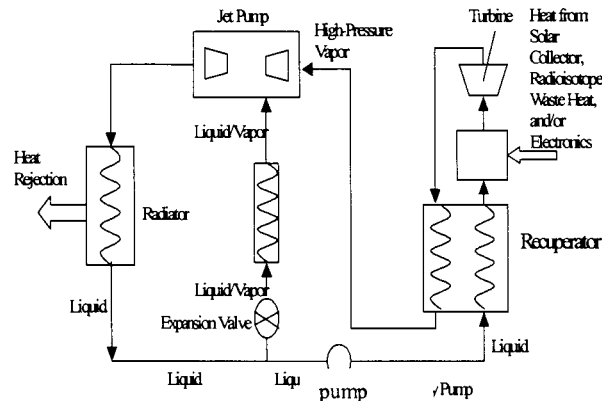 Jet Pump
High-Pressure
Vapor
Turbine
Heat from
Solar
Collector,
Radioisotope
Waste Heat,
and/or
Electronics
Liquid/Vapor
Heat
Rejection
Radiator
Recuperator
Liquid/Vapor
Expansion Valve
Liquid
Liquid
Liquid
Liqu
pump
y Pump